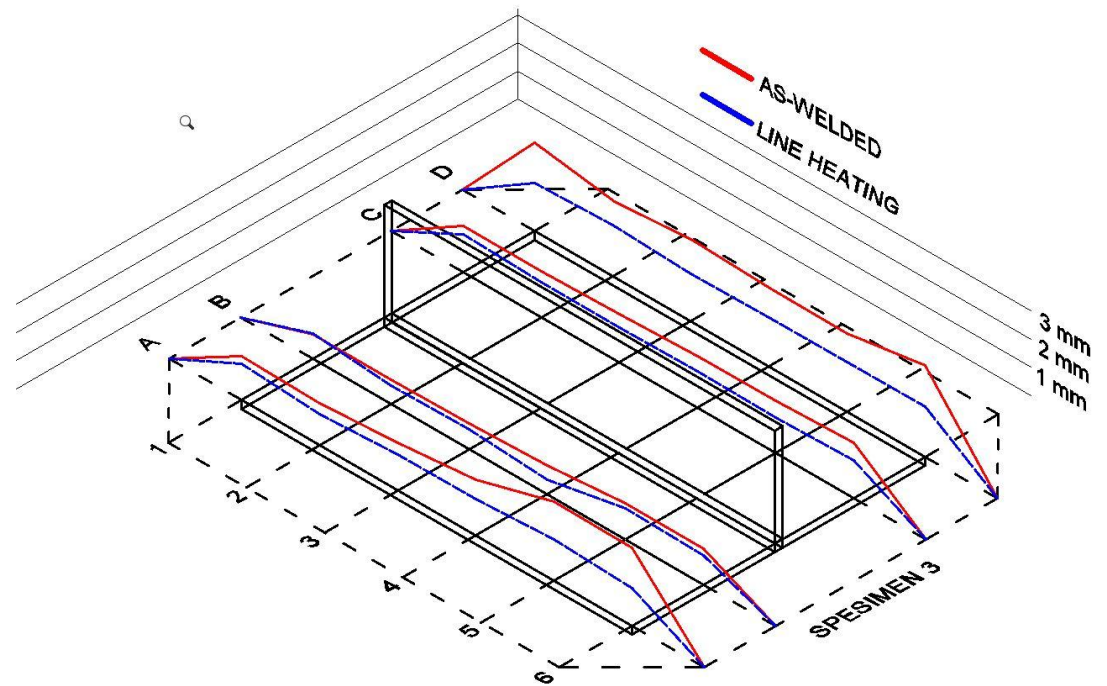 AS-WELDED
LINE HEATING
D
C
B
A
3 mm
2 mm
1 mm
1
2
3
4
5
6
SPESIMEN 3